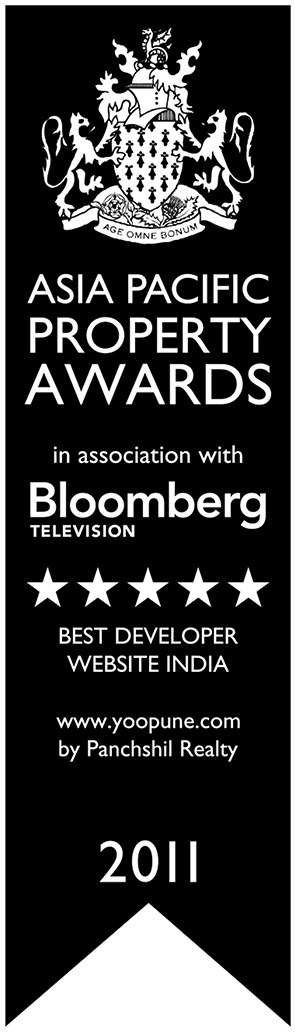 AGE OMNE BONUM
ASIA PACIFIC
PROPERTY
AWARDS
in association with
Bloomberg
TELEVISION
BEST DEVELOPER
WEBSITE INDIA
www.yoopune.com
by Panchshil Realty
2011